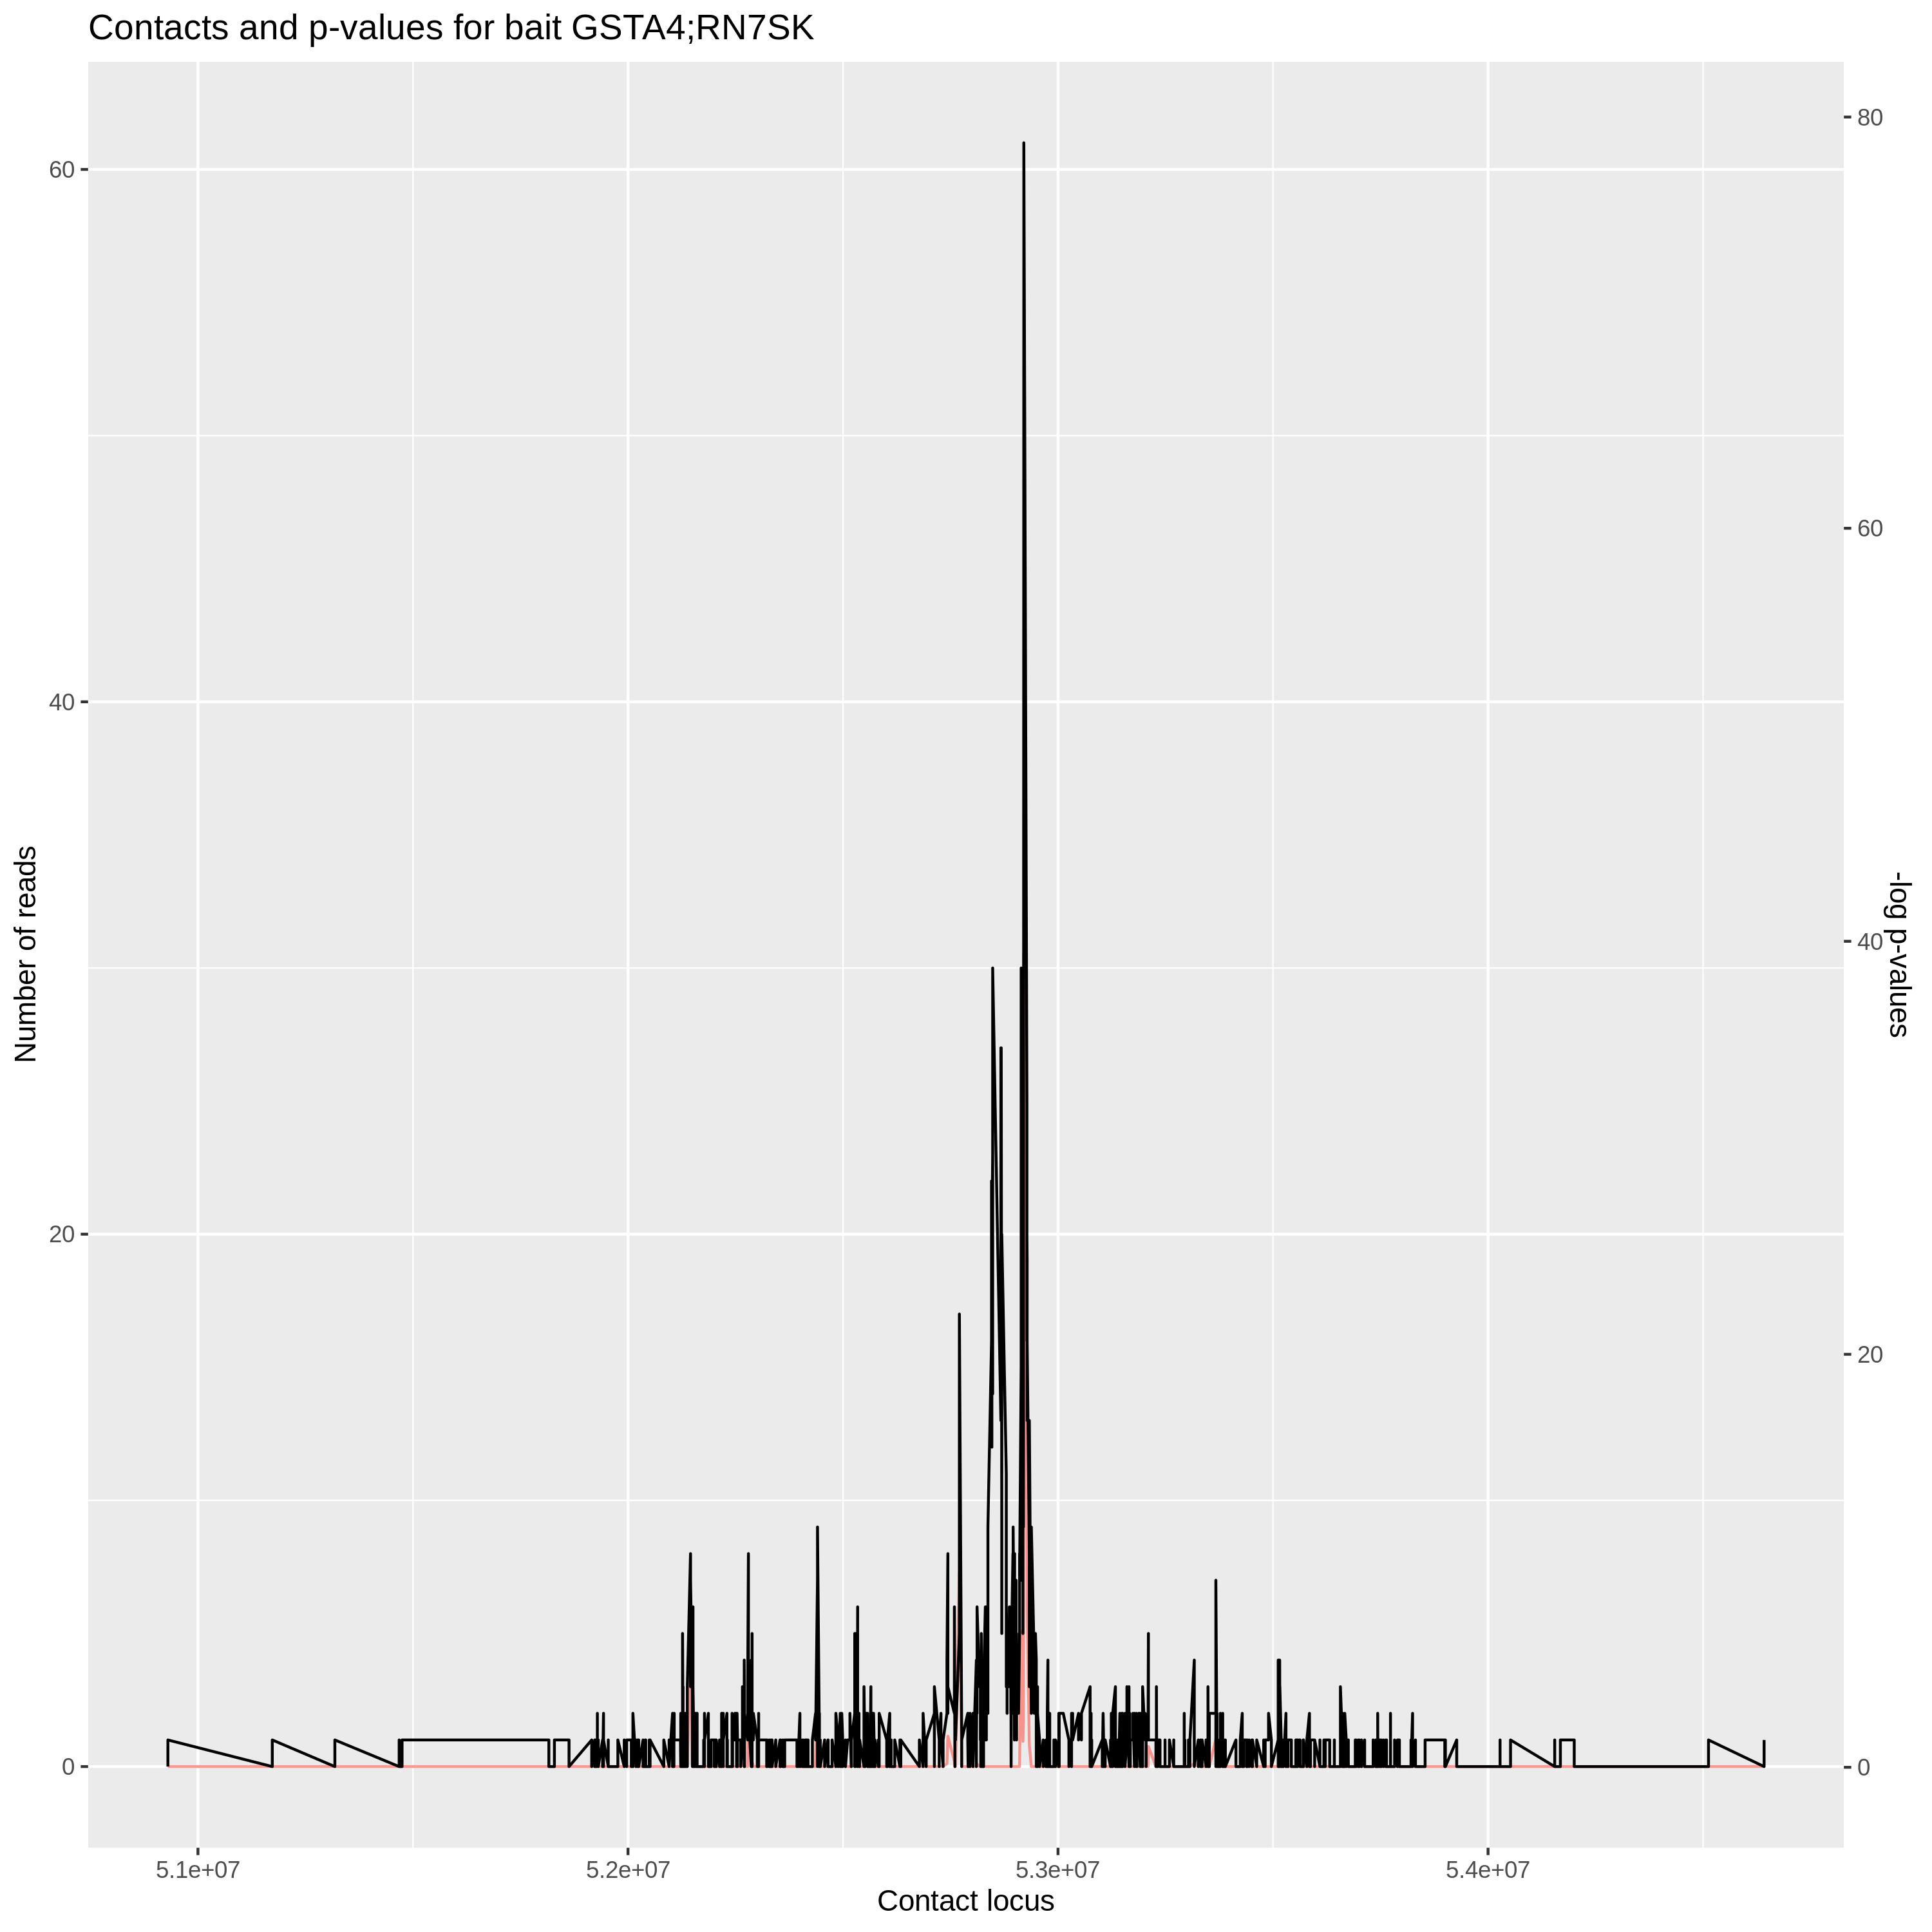 Contacts and p-values for bait GSTA4;RN7SK
80
60
60
40
40
20
20
0
0
Number of reads
-log p-values
5.1e+07
5.2e+07
5.3e+07
5.4e+07
Contact locus